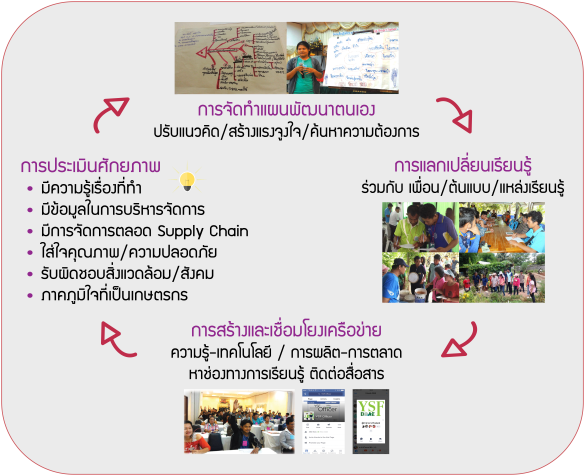 การจัดทำแผนพัฒนาตนเอง
ปรับแนวคิด/สร้างแรงจูงใจ/ค้นหาความต้องการ
การแลกเปลี่ยนเรียนรู้
ร่วมกับ เพื่อน/ต้นแบบ/แหล่งเรียนรู้
การประเมินศักยภาพ
• มีความรู้เรื่องที่ทำ
• มีข้อมูลในการบริหารจัดการ
• มีการจัดการตลาด Supply Chain
• ใส่ใจคุณภาพ/ความปลอดภัย
• รับผิดชอบสิ่งแวดล้อม/สังคม
• ภาคภูมิใจที่เป็นเกษตรกร
การสร้างและเชื่อมโยงเครือข่าย
ความรู้-เทคโนโลยี / การผลิต-การตลาด
หาช่องทางการเรียนรู้ ติดต่อสื่อสาร
Officer
YSF